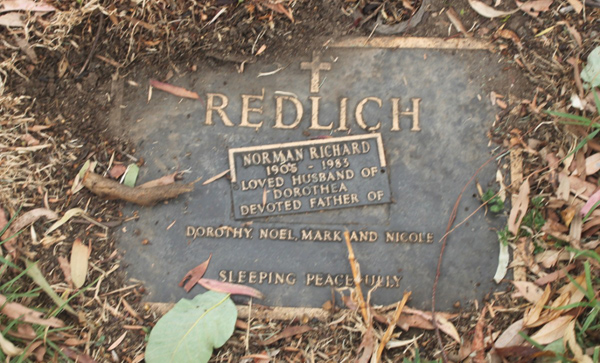 REDLICH
NORMAN RICHARD
1905 - 1983
LOVED HUSBAND OF
DOROTHEA
DEVOTED FATHER OF
DOROTHY NOEL, MARK AND NICOLE
SLEEPING PEACEFULLY